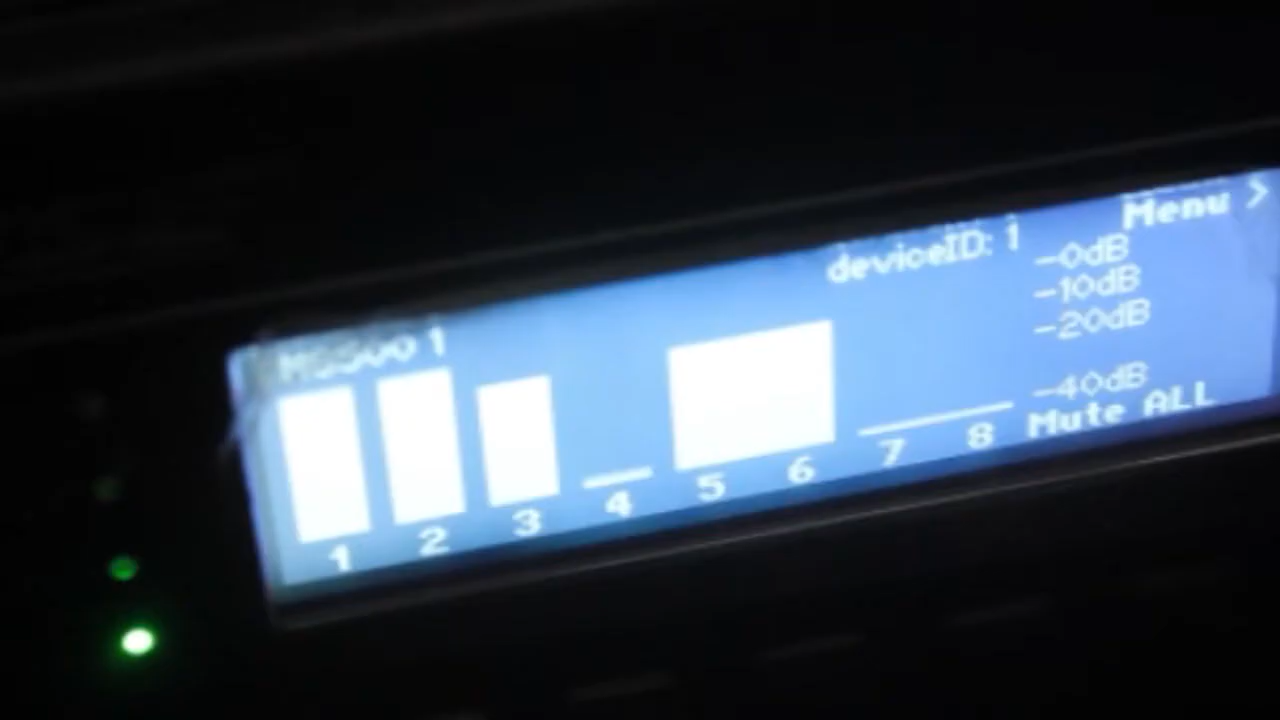 Menu >
deviceID: 1
-0dB
-10dB
-20dB
-40dB
Mute ALL
1 2 3 4 5 6 7 8